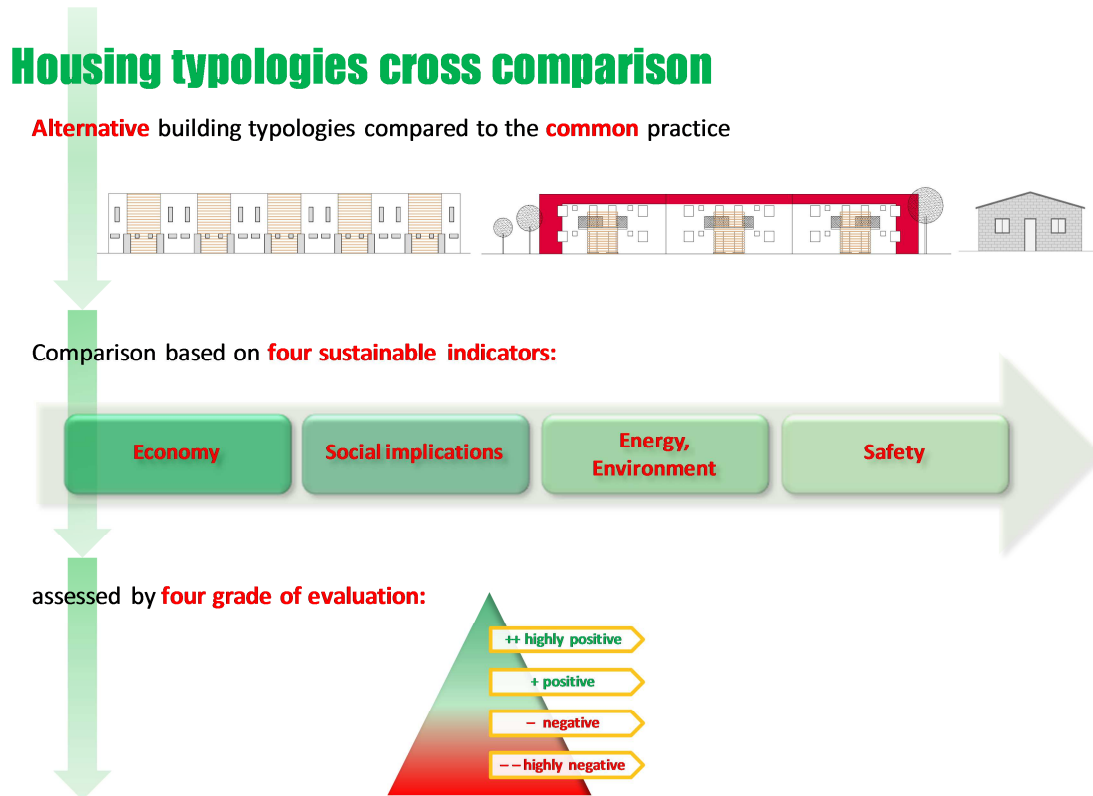 Housing typologies cross comparison
Alternative building typologies compared to the common practice
Comparison based on four sustainable indicators:
Economy
Social implications
Energy,
Environment
Safety
assessed by four grade of evaluation:
++ highly positive
+ positive
– negative
– – highly negative